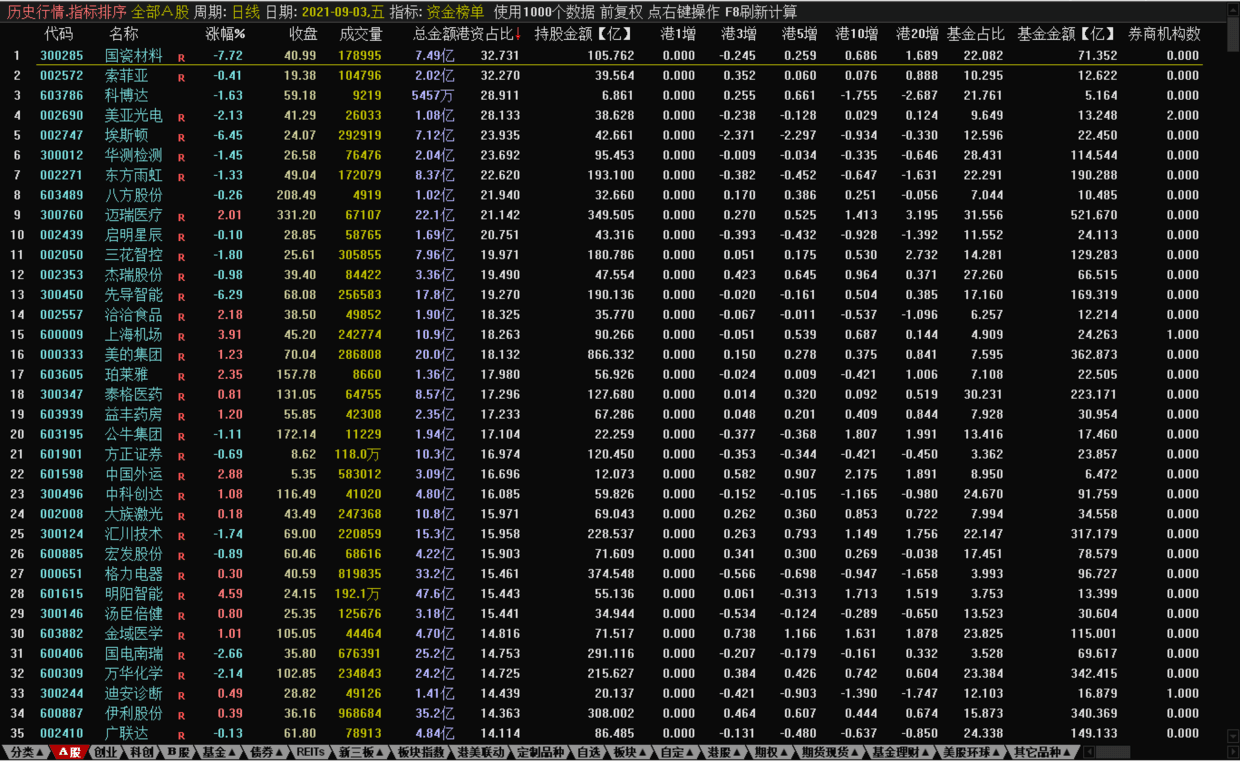 历史行情.指标排序 全部A股 周期: 日线 日期: 2021-09-03,五 指标: 资金榜单 使用1000个数据 前复权 点右键操作 F8刷新计算
代码 名称 涨幅% 收盘 成交量 总金额 港资占比↓ 持股金额【亿】 港1增 港3增 港5增 港10增 港20增 基金占比 基金金额【亿】 券商机构数
1 300285 国瓷材料 R -7.72 40.99 178995 7.49亿 32.731 105.762 0.000 -0.245 0.259 0.686 1.689 22.082 71.352 0.000
2 002572 索菲亚 R -0.41 19.38 104796 2.02亿 32.270 39.564 0.000 0.352 0.060 0.076 0.888 10.295 12.622 0.000
3 603786 科博达 -1.63 59.18 9219 5457万 28.911 6.861 0.000 0.255 0.661 -1.755 -2.687 21.761 5.164 0.000
4 002690 美亚光电 R -2.13 41.29 26033 1.08亿 28.133 38.628 0.000 -0.238 -0.128 0.029 0.124 9.649 13.248 2.000
5 002747 埃斯顿 R -6.45 24.07 292919 7.12亿 23.935 42.661 0.000 -2.371 -2.297 -0.934 -0.330 12.596 22.450 0.000
6 300012 华测检测 R -1.45 26.58 76476 2.04亿 23.692 95.453 0.000 -0.009 -0.034 -0.335 -0.646 28.431 114.544 0.000
7 002271 东方雨虹 R -1.33 49.04 172079 8.37亿 22.620 193.100 0.000 -0.382 -0.452 -0.647 -1.631 22.291 190.288 0.000
8 603489 八方股份 -0.26 208.49 4919 1.02亿 21.940 32.660 0.000 0.170 0.386 0.251 -0.056 7.044 10.485 0.000
9 300760 迈瑞医疗 R 2.01 331.20 67107 22.1亿 21.142 349.505 0.000 0.270 0.525 1.413 3.195 31.556 521.670 0.000
10 002439 启明星辰 R -0.10 28.85 58765 1.69亿 20.751 43.316 0.000 -0.393 -0.432 -0.928 -1.392 11.552 24.113 0.000
11 002050 三花智控 R -1.80 25.61 305855 7.96亿 19.971 180.786 0.000 0.051 0.175 0.530 2.732 14.281 129.283 0.000
12 002353 杰瑞股份 R -0.98 39.40 84422 3.36亿 19.490 47.554 0.000 0.423 0.645 0.964 0.371 27.260 66.515 0.000
13 300450 先导智能 R -6.29 68.08 256583 17.8亿 19.270 190.136 0.000 -0.020 -0.161 0.504 0.385 17.160 169.319 0.000
14 002557 洽洽食品 R 2.18 38.50 49852 1.90亿 18.325 35.770 0.000 -0.067 -0.011 -0.537 -1.096 6.257 12.214 0.000
15 600009 上海机场 R 3.91 45.20 242774 10.9亿 18.263 90.266 0.000 -0.051 0.539 0.687 0.144 4.909 24.263 1.000
16 000333 美的集团 R 1.23 70.04 286808 20.0亿 18.132 866.332 0.000 0.150 0.278 0.375 0.841 7.595 362.873 0.000
17 603605 珀莱雅 R 2.35 157.78 8660 1.36亿 17.980 56.926 0.000 -0.024 0.009 -0.421 1.006 7.108 22.505 0.000
18 300347 泰格医药 R 0.81 131.05 64755 8.57亿 17.296 127.680 0.000 0.014 0.320 0.092 0.519 30.231 223.171 0.000
19 603939 益丰药房 R 1.20 55.85 42308 2.35亿 17.233 67.286 0.000 0.048 0.201 0.409 0.844 7.928 30.954 0.000
20 603195 公牛集团 R -1.11 172.14 11229 1.94亿 17.104 22.259 0.000 -0.377 -0.368 1.807 1.991 13.416 17.460 0.000
21 601901 方正证券 R -0.69 8.62 118.0万 10.3亿 16.974 120.450 0.000 -0.353 -0.344 -0.421 -0.450 3.362 23.857 0.000
22 601598 中国外运 R 2.88 5.35 583012 3.09亿 16.696 12.073 0.000 0.582 0.907 2.175 1.891 8.950 6.472 0.000
23 300496 中科创达 R 1.08 116.49 41020 4.80亿 16.085 59.826 0.000 -0.152 -0.105 -1.165 -0.980 24.670 91.759 0.000
24 002008 大族激光 R 0.18 43.49 247368 10.8亿 15.971 69.043 0.000 0.262 0.360 0.853 0.722 7.994 34.558 0.000
25 300124 汇川技术 R -1.74 69.00 220859 15.3亿 15.958 228.537 0.000 0.263 0.793 1.149 1.756 22.147 317.179 0.000
26 600885 宏发股份 R -0.89 60.46 68616 4.22亿 15.903 71.609 0.000 0.341 0.300 0.269 -0.038 17.451 78.579 0.000
27 000651 格力电器 R 0.30 40.59 819835 33.2亿 15.461 374.548 0.000 -0.566 -0.698 -0.947 -1.658 3.993 96.727 0.000
28 601615 明阳智能 R 4.59 24.15 192.1万 47.6亿 15.443 55.136 0.000 0.061 -0.313 1.713 1.519 3.753 13.399 0.000
29 300146 汤臣倍健 R 0.80 25.35 125676 3.18亿 15.441 34.944 0.000 -0.534 -0.124 -0.389 -0.650 13.523 30.604 0.000
30 603882 金域医学 R 1.01 105.05 44464 4.70亿 14.816 71.517 0.000 0.738 1.166 1.631 1.878 23.825 115.001 0.000
31 600406 国电南瑞 R -2.66 35.80 676391 25.2亿 14.753 291.116 0.000 -0.207 -0.179 -0.161 0.332 3.528 69.617 0.000
32 600309 万华化学 R -2.14 102.85 234843 24.2亿 14.725 215.627 0.000 0.384 0.426 0.742 0.604 23.384 342.415 0.000
33 300244 迪安诊断 R 0.49 28.82 49126 1.41亿 14.439 20.137 0.000 -0.421 -0.903 -1.390 -1.747 12.103 16.879 1.000
34 600887 伊利股份 R 0.39 36.16 968684 35.2亿 14.363 308.002 0.000 0.464 0.607 0.444 0.674 15.873 340.369 0.000
35 002410 广联达 R -0.13 61.80 78913 4.84亿 14.114 86.485 0.000 -0.131 -0.480 -0.637 -0.850 24.338 149.133 0.000
分类▲ A股 创业 科创 B股 基金▲ 债券▲ REITs 新三板▲ 板块指数 港美联动 定制品种 自选 板块▲ 自定▲ 港股▲ 期权▲ 期货现货▲ 基金理财▲ 美股环球▲ 其它品种▲